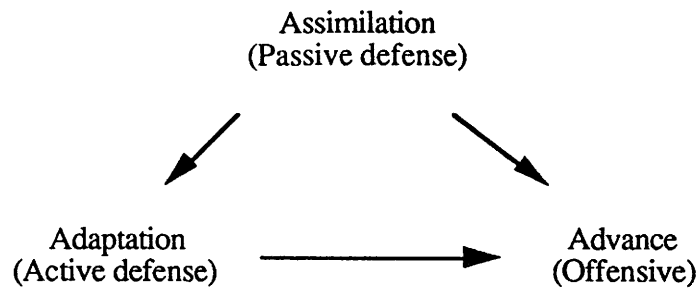 Assimilation
(Passive defense)
Adaptation
(Active defense)
Advance
(Offensive)